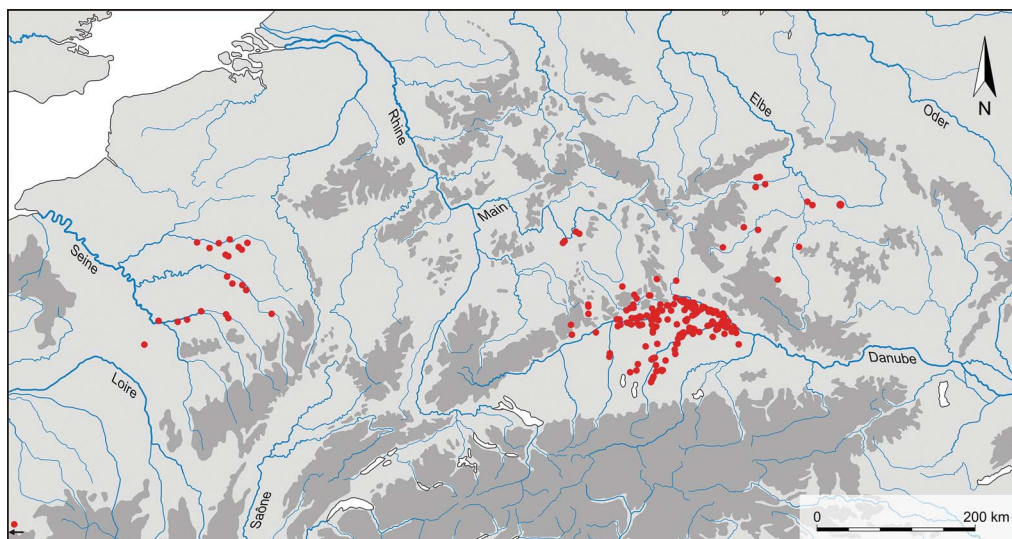 Rhine
Elbe
Oder
N
Main
Seine
Loire
Danube
Saône
0 200 km